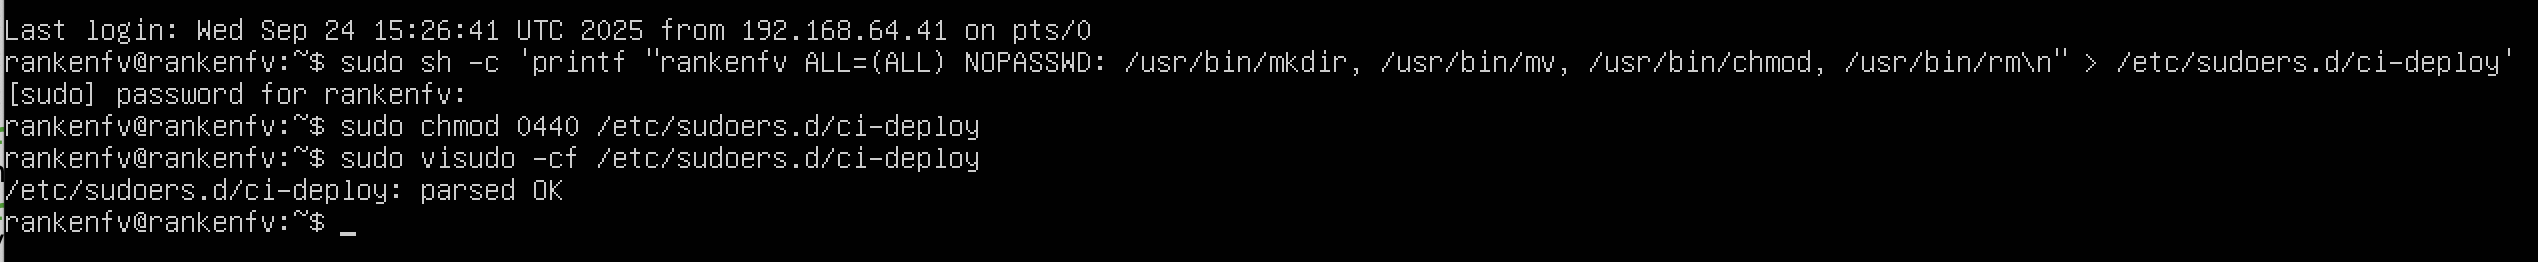 Last login: Wed Sep 24 15:26:41 UTC 2025 from 192.168.64.41 on pts/0
rankenfv@rankenfv:~$ sudo sh -c 'printf "rankenfv ALL=(ALL) NOPASSWD: /usr/bin/mkdir, /usr/bin/mv, /usr/bin/chmod, /usr/bin/rm\n" > /etc/sudoers.d/ci-deploy'
[sudo] password for rankenfv:
rankenfv@rankenfv:~$ sudo chmod 0440 /etc/sudoers.d/ci-deploy
rankenfv@rankenfv:~$ sudo visudo -cf /etc/sudoers.d/ci-deploy
/etc/sudoers.d/ci-deploy: parsed OK
rankenfv@rankenfv:~$ _